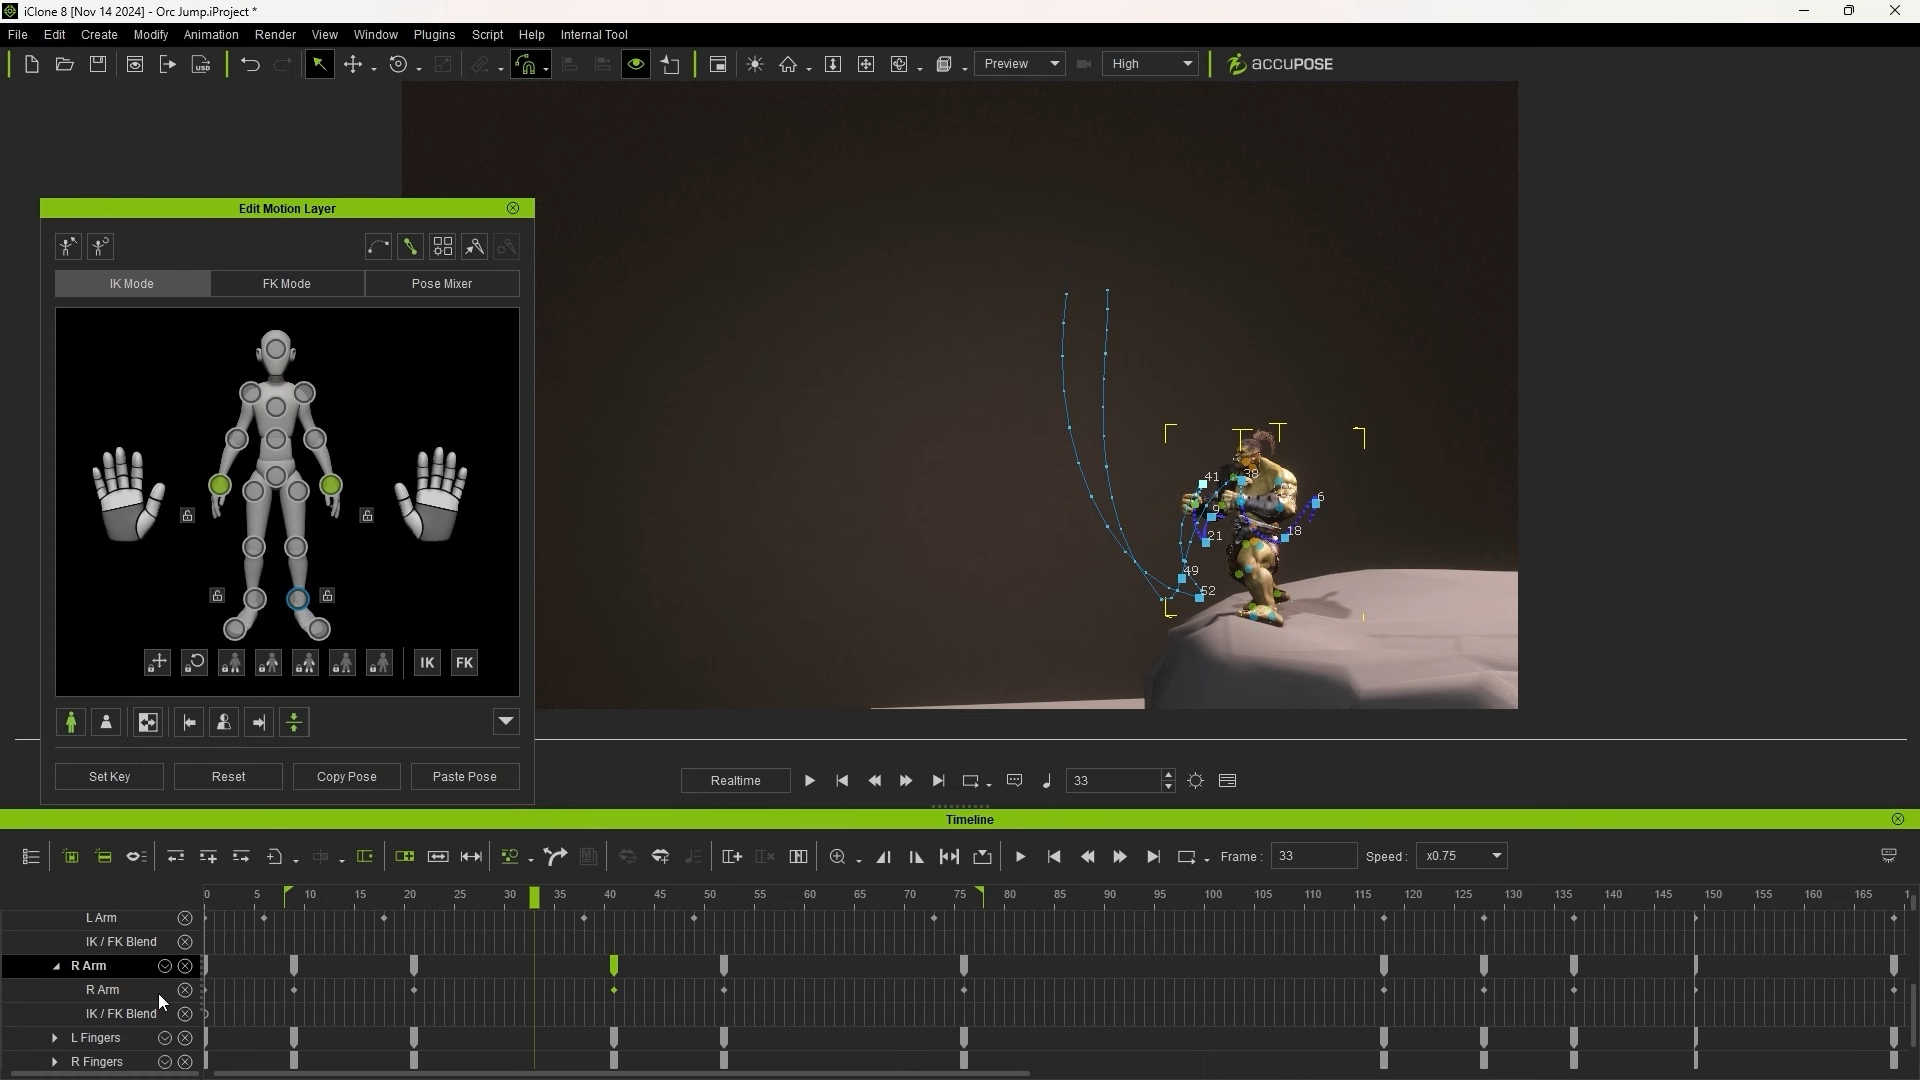 iClone 8 [Nov 14 2024] - Orc Jump.iProject *
File Edit Create Modify Animation Render View Window Plugins Script Help Internal Tool
USD Preview High ACCUPOSE
Edit Motion Layer
IK Mode FK Mode Pose Mixer
IK FK
Set Key Reset Copy Pose Paste Pose
41 38
9 6
21 18
49
52
Realtime 33
Timeline
Frame : 33 Speed : x0.75
0 5 10 15 20 25 30 35 40 45 50 55 60 65 70 75 80 85 90 95 100 105 110 115 120 125 130 135 140 145 150 155 160 165 1
L Arm
IK / FK Blend
R Arm
R Arm
IK / FK Blend
L Fingers
R Fingers